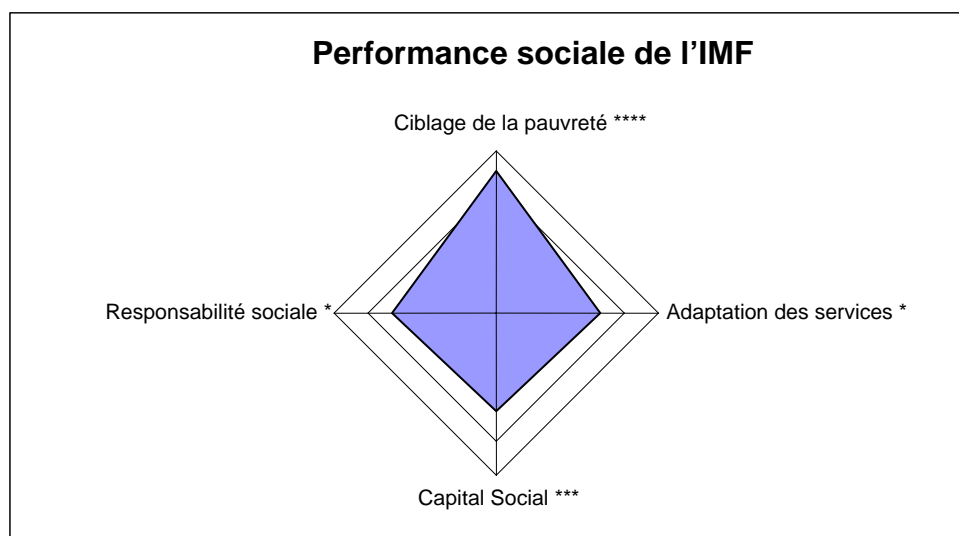 Performance sociale de l’IMF
Ciblage de la pauvreté ****
Responsabilité sociale *
Adaptation des services *
Capital Social ***